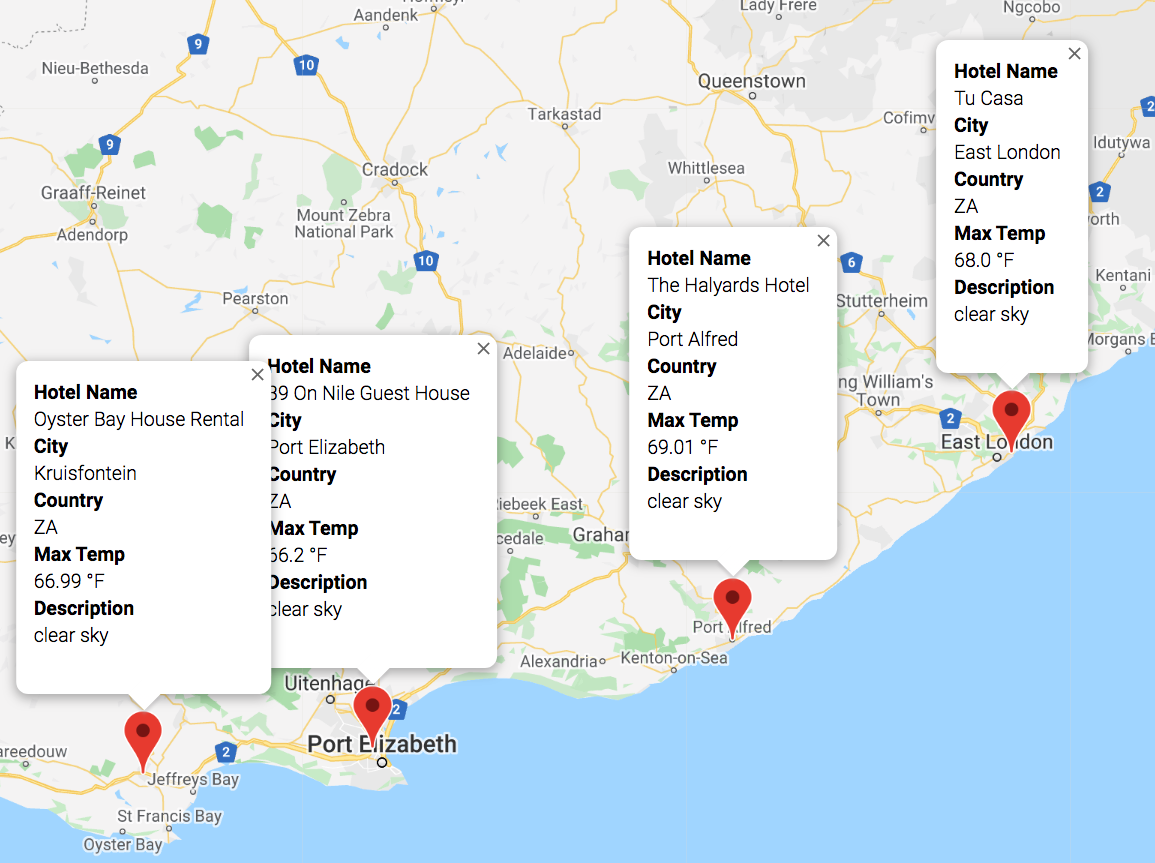 Aandenk
Lady Frere
Ngcobo
9
10
Nieu-Bethesda
Queenstown
Tarkastad
2
9
Idutywa
Cradock
Whittlesea
Graaff-Reinet
Adendorp
Mount Zebra
National Park
2
10
6
Pearston
Stutterheim
Kentani
Adelaide
Hotel Name
Tu Casa
City
East London
Country
ZA
Max Temp
68.0 °F
Description
clear sky
Hotel Name
The Halyards Hotel
City
Port Alfred
Country
ZA
Max Temp
69.01 °F
Description
clear sky
Hotel Name
39 On Nile Guest House
City
Port Elizabeth
Country
ZA
Max Temp
66.2 °F
Description
clear sky
Hotel Name
Oyster Bay House Rental
City
Kruisfontein
Country
ZA
Max Temp
66.99 °F
Description
clear sky
ng William's
Town
2
East London
Morgans B
Riebeek East
cedale
Graham
Port Alfred
Alexandria
Kenton-on-Sea
Uitenhage
2
Port Elizabeth
areedouw
2
Jeffreys Bay
St Francis Bay
Oyster Bay